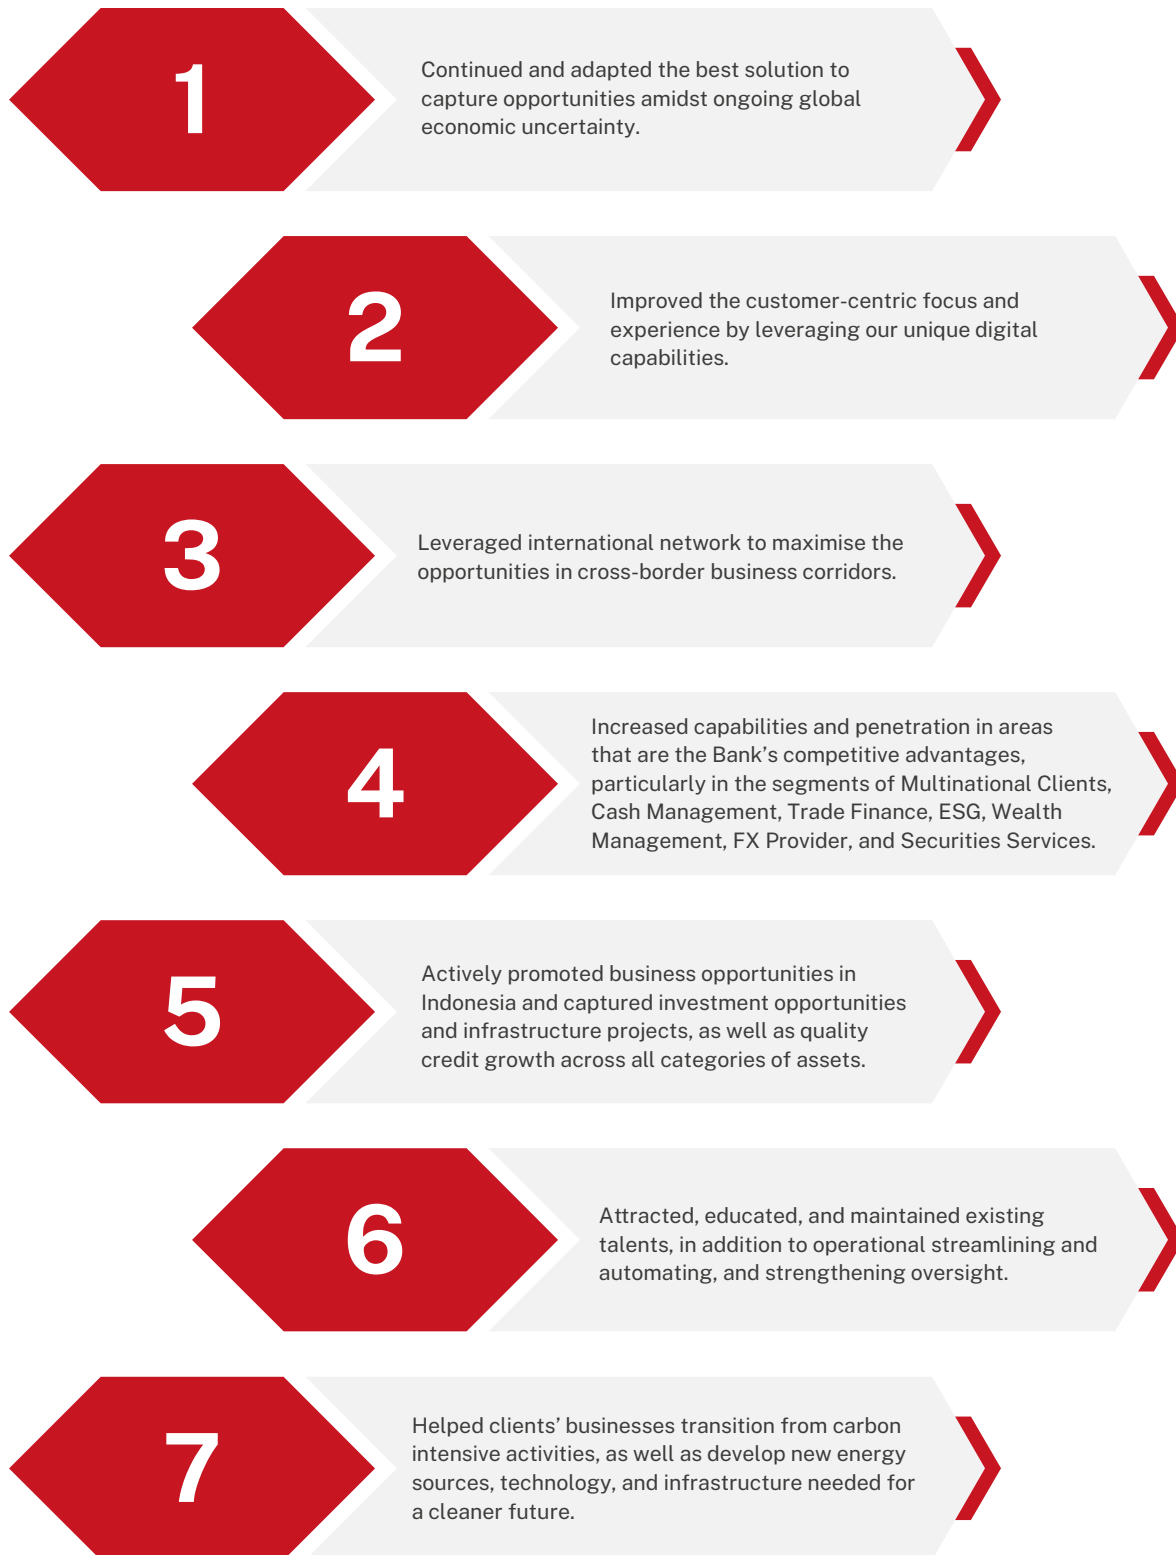 1
Continued and adapted the best solution to
capture opportunities amidst ongoing global
economic uncertainty.
2
Improved the customer-centric focus and
experience by leveraging our unique digital
capabilities.
3
Leveraged international network to maximise the
opportunities in cross-border business corridors.
4
Increased capabilities and penetration in areas
that are the Bank’s competitive advantages,
particularly in the segments of Multinational Clients,
Cash Management, Trade Finance, ESG, Wealth
Management, FX Provider, and Securities Services.
5
Actively promoted business opportunities in
Indonesia and captured investment opportunities
and infrastructure projects, as well as quality
credit growth across all categories of assets.
6
Attracted, educated, and maintained existing
talents, in addition to operational streamlining and
automating, and strengthening oversight.
7
Helped clients’ businesses transition from carbon
intensive activities, as well as develop new energy
sources, technology, and infrastructure needed for
a cleaner future.